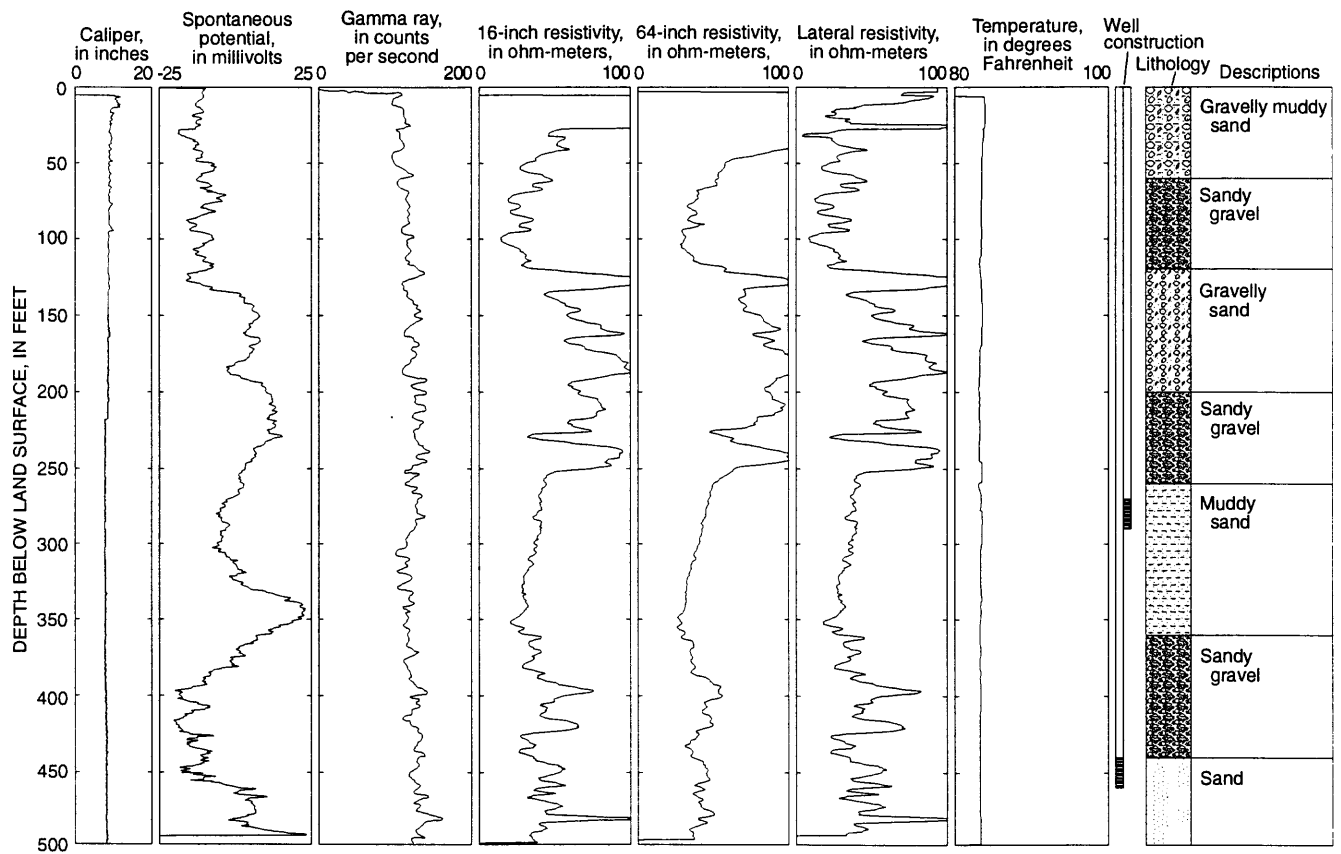 Caliper,
in inches
0 20
Spontaneous
potential,
in millivolts
-25 25
Gamma ray,
in counts
per second
0 200
16-inch resistivity,
in ohm-meters,
0 100
64-inch resistivity,
in ohm-meters,
0 100
Lateral resistivity,
in ohm-meters
0 100
Temperature,
in degrees
Fahrenheit
80 100
Well
construction
Lithology
Descriptions
DEPTH BELOW LAND SURFACE, IN FEET
0
50
100
150
200
250
300
350
400
450
500
Gravelly muddy
sand
Sandy
gravel
Gravelly
sand
Sandy
gravel
Muddy
sand
Sandy
gravel
Sand